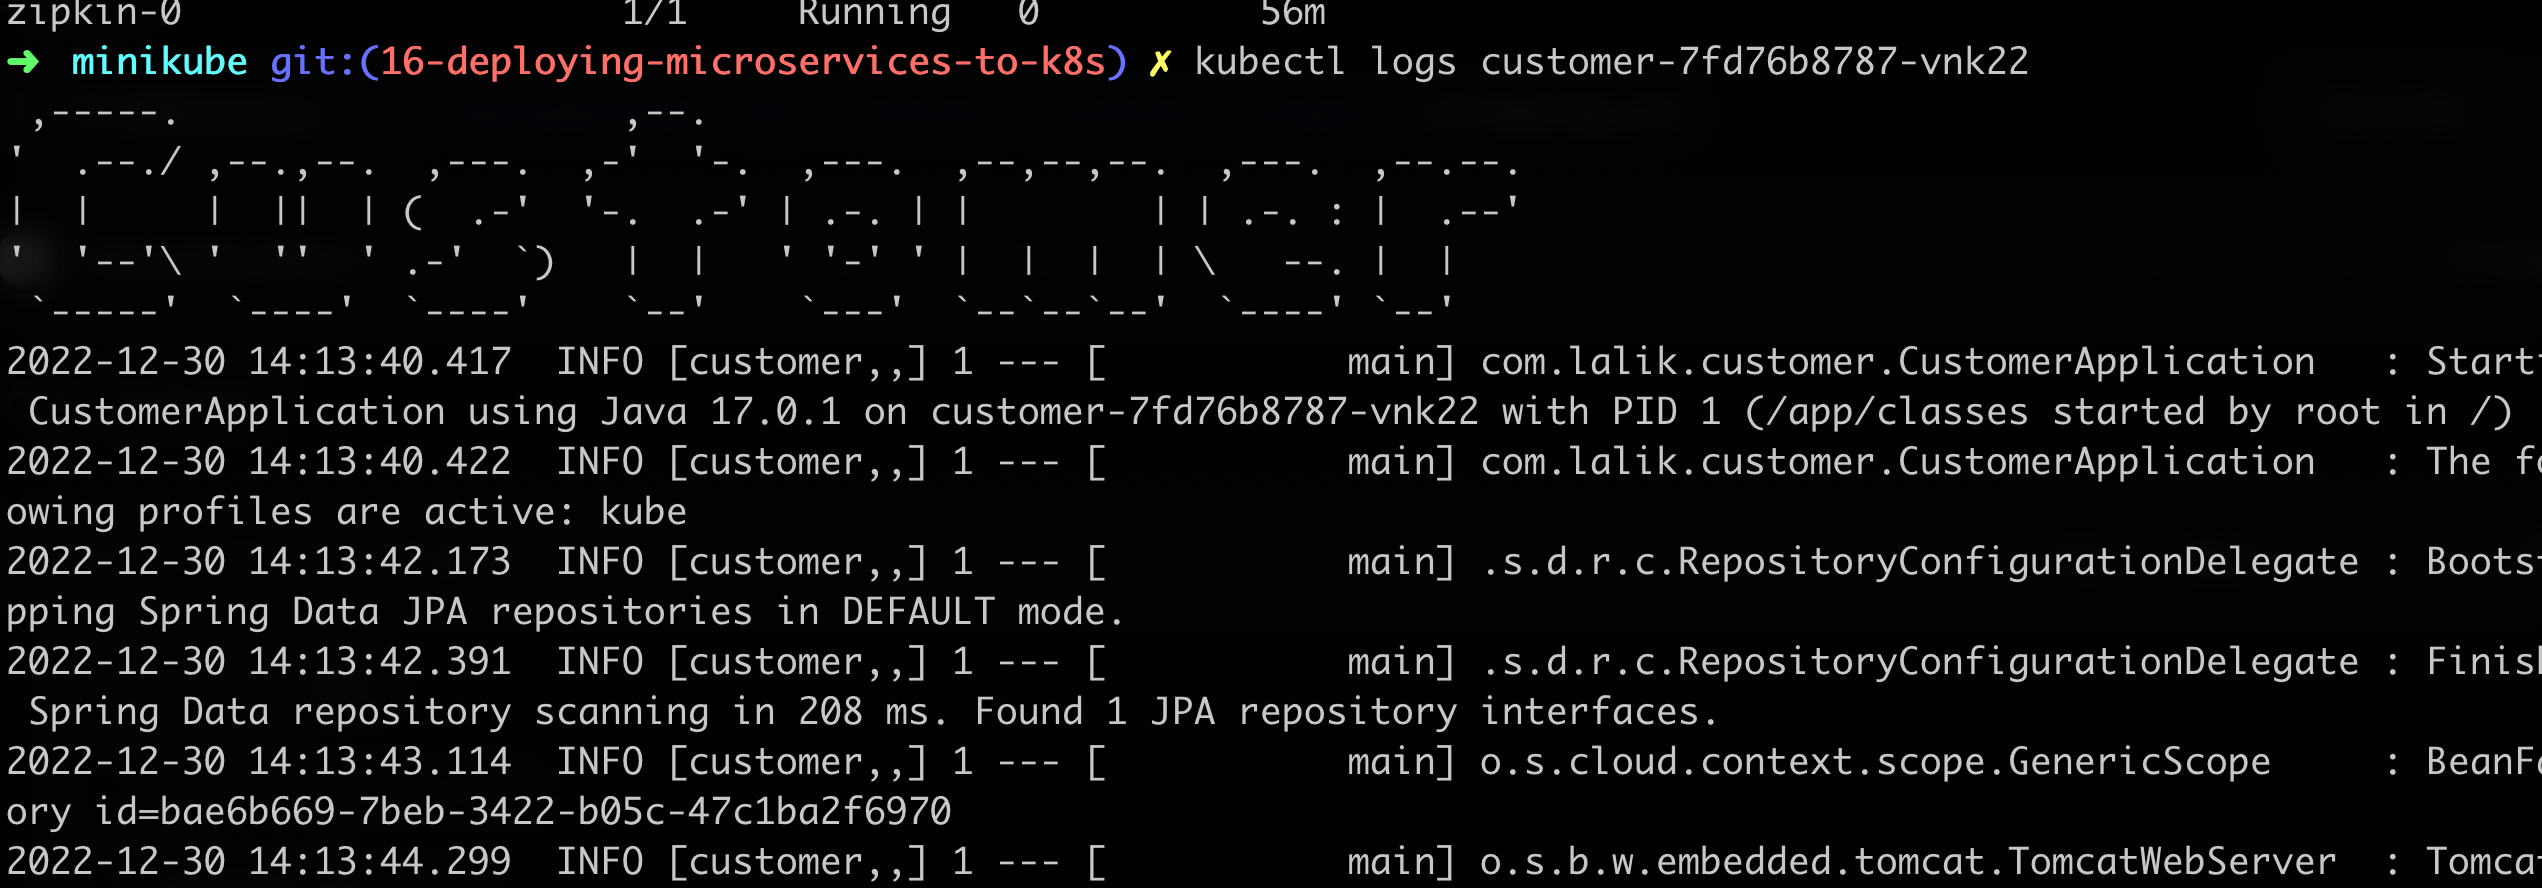 zipkin-0                    1/1     Running   0          56m
➜  minikube git:(16-deploying-microservices-to-k8s) ✗ kubectl logs customer-7fd76b8787-vnk22
  ,-----.                     ,--.
 '  .--./ ,--.,--.  ,---.  ,-'  '-.  ,---.  ,--,--,--.  ,---.  ,--.--.
 |  |     |  ||  | (  .-'  '-.  .-' | .-. | |        | | .-. : |  .--'
 '  '--'\ '  ''  ' .-'  `)   |  |   ' '-' ' |  |  |  | \   --. |  |
  `-----'  `----'  `----'    `--'    `---'  `--`--`--'  `----' `--'
2022-12-30 14:13:40.417  INFO [customer,,] 1 --- [           main] com.lalik.customer.CustomerApplication   : Start
 CustomerApplication using Java 17.0.1 on customer-7fd76b8787-vnk22 with PID 1 (/app/classes started by root in /)
2022-12-30 14:13:40.422  INFO [customer,,] 1 --- [           main] com.lalik.customer.CustomerApplication   : The fo
owing profiles are active: kube
2022-12-30 14:13:42.173  INFO [customer,,] 1 --- [           main] .s.d.r.c.RepositoryConfigurationDelegate : Boots
pping Spring Data JPA repositories in DEFAULT mode.
2022-12-30 14:13:42.391  INFO [customer,,] 1 --- [           main] .s.d.r.c.RepositoryConfigurationDelegate : Finish
 Spring Data repository scanning in 208 ms. Found 1 JPA repository interfaces.
2022-12-30 14:13:43.114  INFO [customer,,] 1 --- [           main] o.s.cloud.context.scope.GenericScope     : BeanFa
ory id=bae6b669-7beb-3422-b05c-47c1ba2f6970
2022-12-30 14:13:44.299  INFO [customer,,] 1 --- [           main] o.s.b.w.embedded.tomcat.TomcatWebServer  : Tomcat